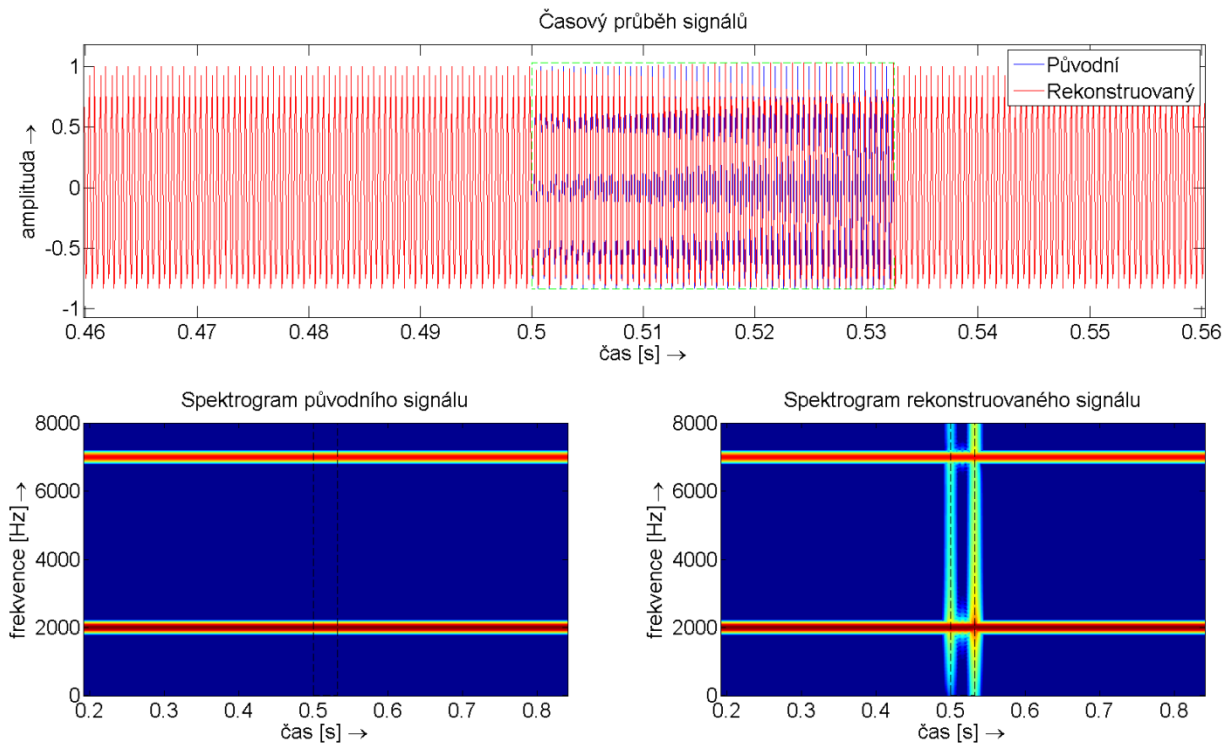 Časový průběh signálů
amplituda →
1
0.5
0
-0.5
-1
Původní
Rekonstruovaný
0.46 0.47 0.48 0.49 0.5 0.51 0.52 0.53 0.54 0.55 0.56
čas [s] →
Spektrogram původního signálu
frekvence [Hz] →
8000
6000
4000
2000
0
0.2 0.3 0.4 0.5 0.6 0.7 0.8
čas [s] →
Spektrogram rekonstruovaného signálu
frekvence [Hz] →
8000
6000
4000
2000
0
0.2 0.3 0.4 0.5 0.6 0.7 0.8
čas [s] →